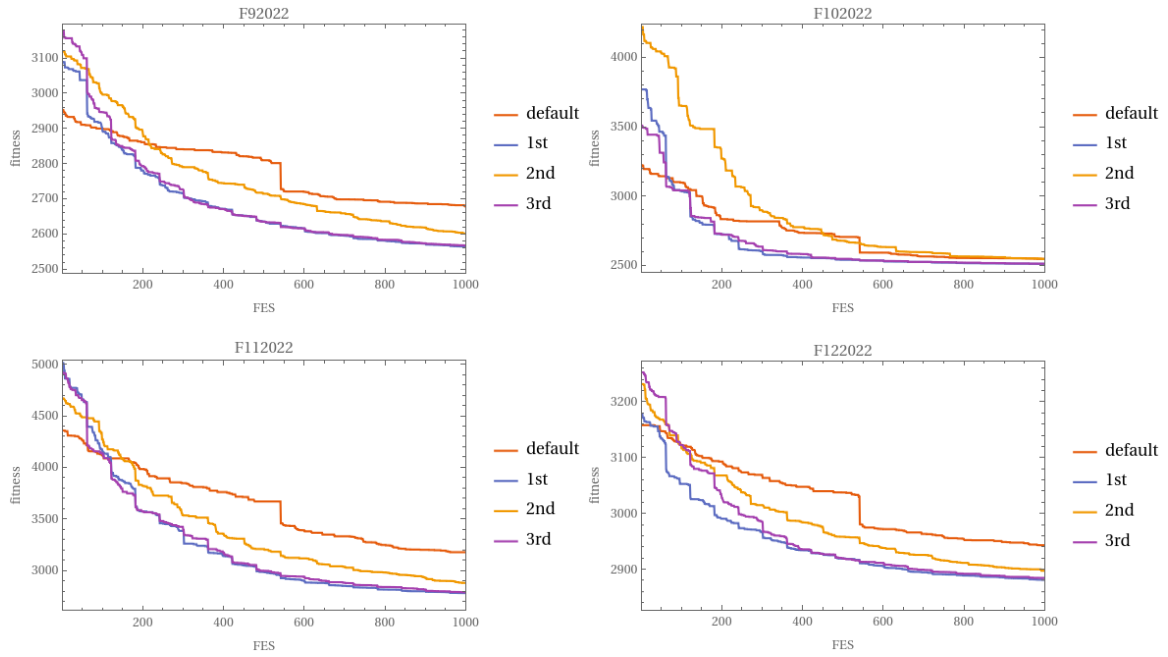 F92022
fitness
3100
3000
2900
2800
2700
2600
2500
200 400 600 800 1000
FES
default
1st
2nd
3rd
F102022
fitness
4000
3500
3000
2500
200 400 600 800 1000
FES
default
1st
2nd
3rd
F112022
fitness
5000
4500
4000
3500
3000
200 400 600 800 1000
FES
default
1st
2nd
3rd
F122022
fitness
3200
3100
3000
2900
200 400 600 800 1000
FES
default
1st
2nd
3rd